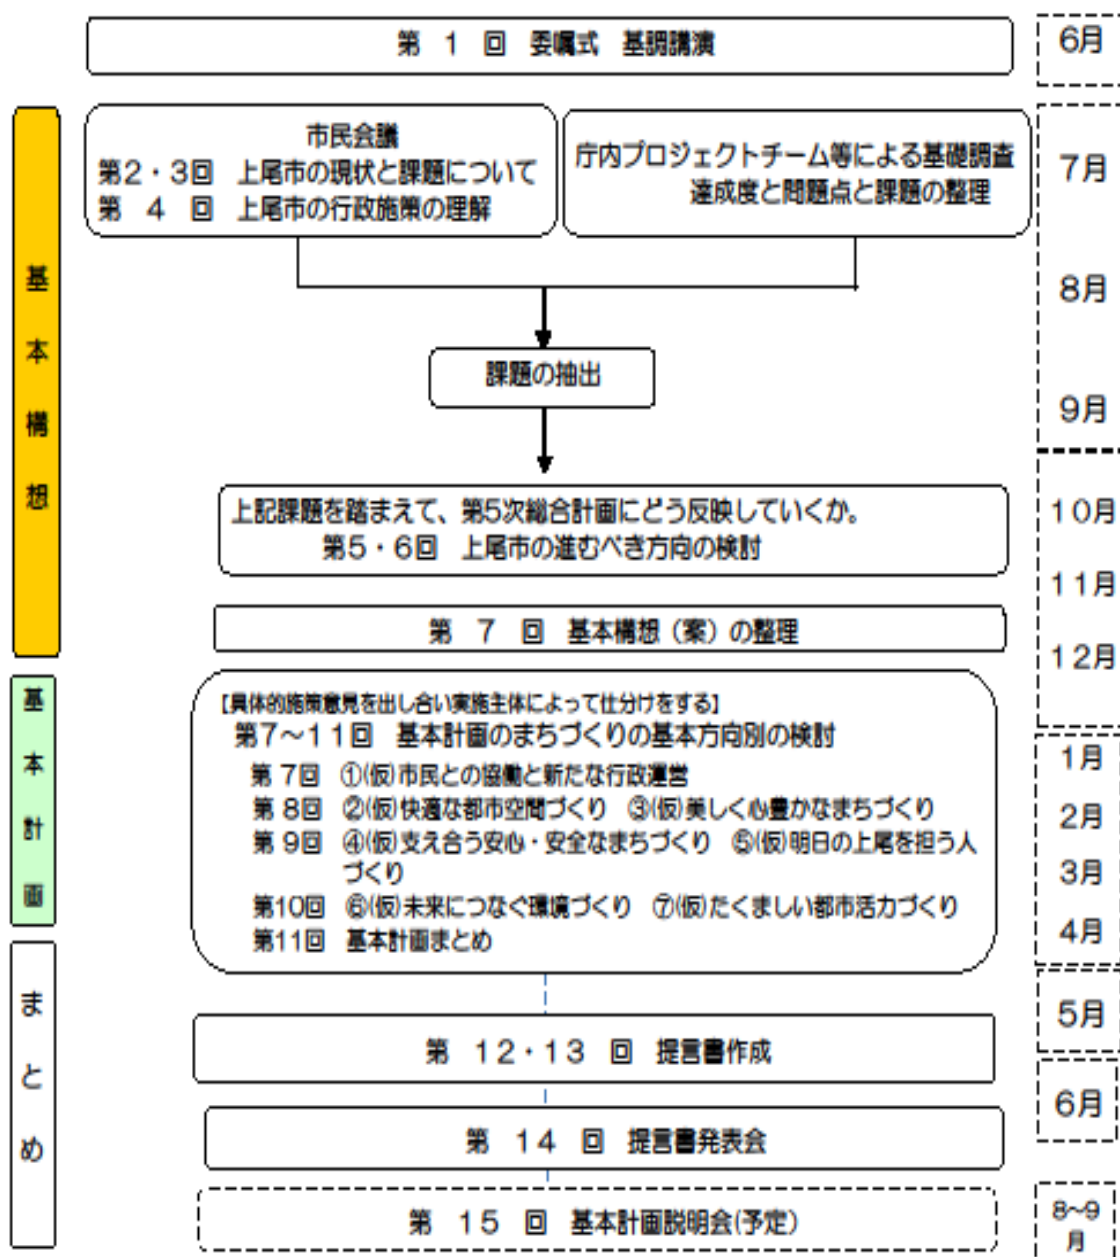 第 1 回 委嘱式 基調講演
6月
基本構想
市民会議
第2・3回 上尾市の現状と課題について
第 4 回 上尾市の行政施策の理解
庁内プロジェクトチーム等による基礎調査
達成度と問題点と課題の整理
7月
8月
課題の抽出
9月
上記課題を踏まえて、第5次総合計画にどう反映していくか。
第5・6回 上尾市の進むべき方向の検討
10月
11月
第 7 回 基本構想（案）の整理
12月
基本計画
【具体的施策意見を出し合い実施主体によって仕分けをする】
第7～11回 基本計画のまちづくりの基本方向別の検討
第 7回 ①(仮)市民との協働と新たな行政運営
第 8回 ②(仮)快適な都市空間づくり ③(仮)美しく心豊かなまちづくり
第 9回 ④(仮)支え合う安心・安全なまちづくり ⑤(仮)明日の上尾を担う人
づくり
第10回 ⑥(仮)未来につなぐ環境づくり ⑦(仮)たくましい都市活力づくり
第11回 基本計画まとめ
1月
2月
3月
4月
まとめ
5月
第 12・13 回 提言書作成
6月
第 14 回 提言書発表会
第 15 回 基本計画説明会(予定)
8~9
月